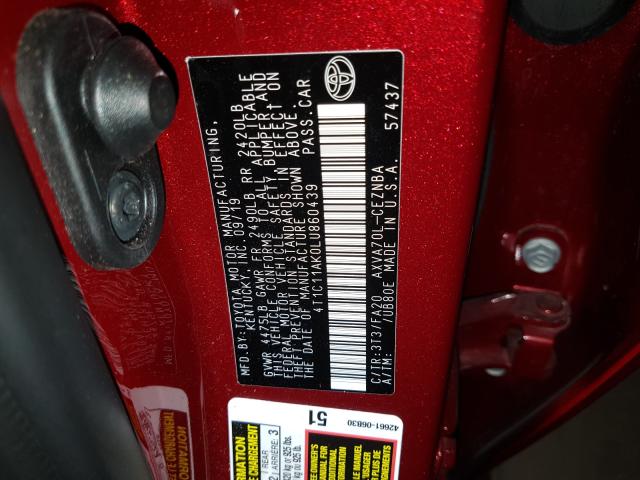 MFD.BY:TOYOTA MOTOR MANUFACTURING,
KENTUCKY, INC. 09/19
GVWR 4475LB GAWR FR 2490LB RR 2420LB
THIS VEHICLE CONFORMS TO ALL APPLICABLE
FEDERAL MOTOR VEHICLE SAFETY, BUMPER, AND
THEFT PREVENTION STANDARDS IN EFFECT ON
THE DATE OF MANUFACTURE SHOWN ABOVE.
4T1C11AK0LU860439 PASS.CAR
C/TR:3T3/FA20 AXVA70L-CEZNBA
A/TM: /UB80E MADE IN U.S.A. 57437
42661-06B30
51